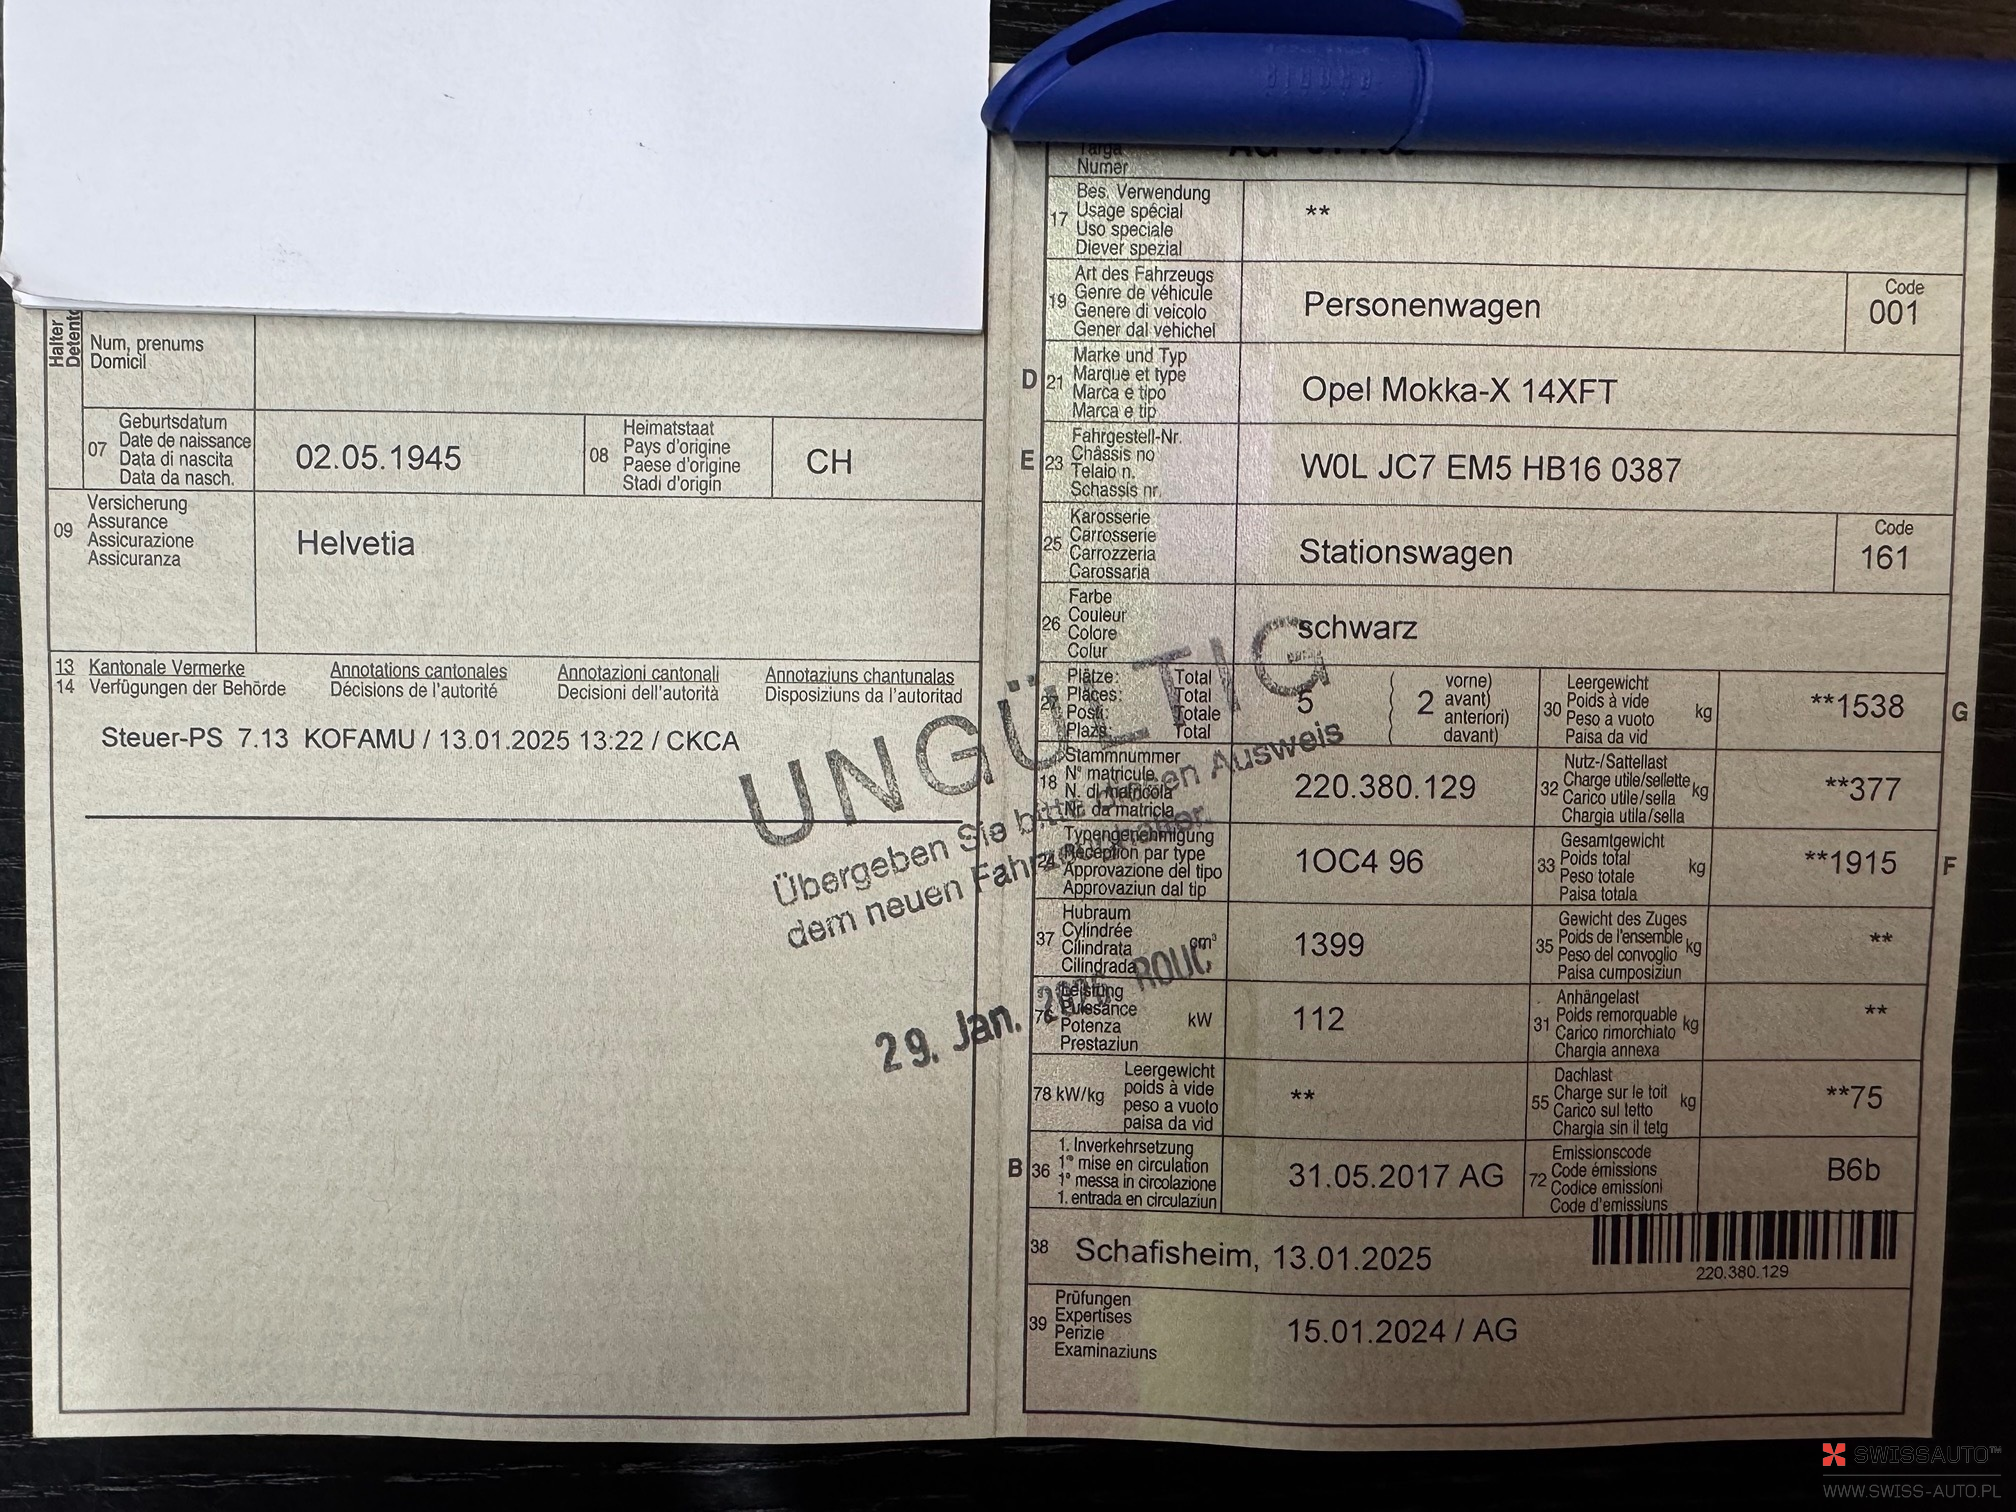 Targa
Numer
17 Bes. Verwendung
Usage spécial
Uso speciale
Diever spezial
**
19 Art des Fahrzeugs
Genre de véhicule
Genere di veicolo
Gener dal vehichel
Personenwagen
Code
001
D 21 Marke und Typ
Marque et type
Marca e tipo
Marca e tip
Opel Mokka-X 14XFT
E 23 Fahrgestell-Nr.
Châssis no
Telaio n.
Schassis nr.
W0L JC7 EM5 HB16 0387
25 Karosserie
Carrosserie
Carrozzeria
Carossaria
Stationswagen
Code
161
26 Farbe
Couleur
Colore
Colur
schwarz
27 Plätze: Total
Places: Total
Posti: Totale
Plazs: Total
5
2 vorne)
avant)
anteriori)
davant)
30 Leergewicht
Poids à vide
Peso a vuoto
Paisa da vid
kg
**1538
G
18 Stammnummer
N° matricule
N. di matricola
Nr. da matricla
220.380.129
32 Nutz-/Sattellast
Charge utile/sellette
Carico utile/sella
Chargia utila/sella
kg
**377
24 Typengenehmigung
Réception par type
Approvazione del tipo
Approvaziun dal tip
1OC4 96
33 Gesamtgewicht
Poids total
Peso totale
Paisa totala
kg
**1915
F
37 Hubraum
Cylindrée
Cilindrata
Cilindrada
cm³
1399
35 Gewicht des Zuges
Poids de l'ensemble
Peso del convoglio
Paisa cumposiziun
kg
**
76 Leistung
Puissance
Potenza
Prestaziun
kW
112
31 Anhängelast
Poids remorquable
Carico rimorchiato
Chargia annexa
kg
**
78 kW/kg Leergewicht
poids à vide
peso a vuoto
paisa da vid
**
55 Dachlast
Charge sur le toit
Carico sul tetto
Chargia sin il tetg
kg
**75
B 36 1. Inverkehrsetzung
1re mise en circulation
1a messa in circolazione
1. entrada en circulaziun
31.05.2017 AG
72 Emissionscode
Code émissions
Codice emissioni
Code d'emissiuns
B6b
38 Schafisheim, 13.01.2025
220.380.129
39 Prüfungen
Expertises
Perizie
Examinaziuns
15.01.2024 / AG
Halter
Num, prenums
Domicil
07 Geburtsdatum
Date de naissance
Data di nascita
Data da nasch.
02.05.1945
08 Heimatstaat
Pays d'origine
Paese d'origine
Stadi d'origin
CH
09 Versicherung
Assurance
Assicurazione
Assicuranza
Helvetia
13 Kantonale Vermerke Annotations cantonales Annotazioni cantonali Annotaziuns chantunalas
14 Verfügungen der Behörde Décisions de l'autorité Decisioni dell'autorità Disposiziuns da l'autoritad
Steuer-PS 7.13 KOFAMU / 13.01.2025 13:22 / CKCA
UNGÜLTIG
Übergeben Sie bitte diesen Ausweis
dem neuen Fahrzeughalter.
29. Jan. ROUC
SWISSAUTO™
WWW.SWISS-AUTO.PL